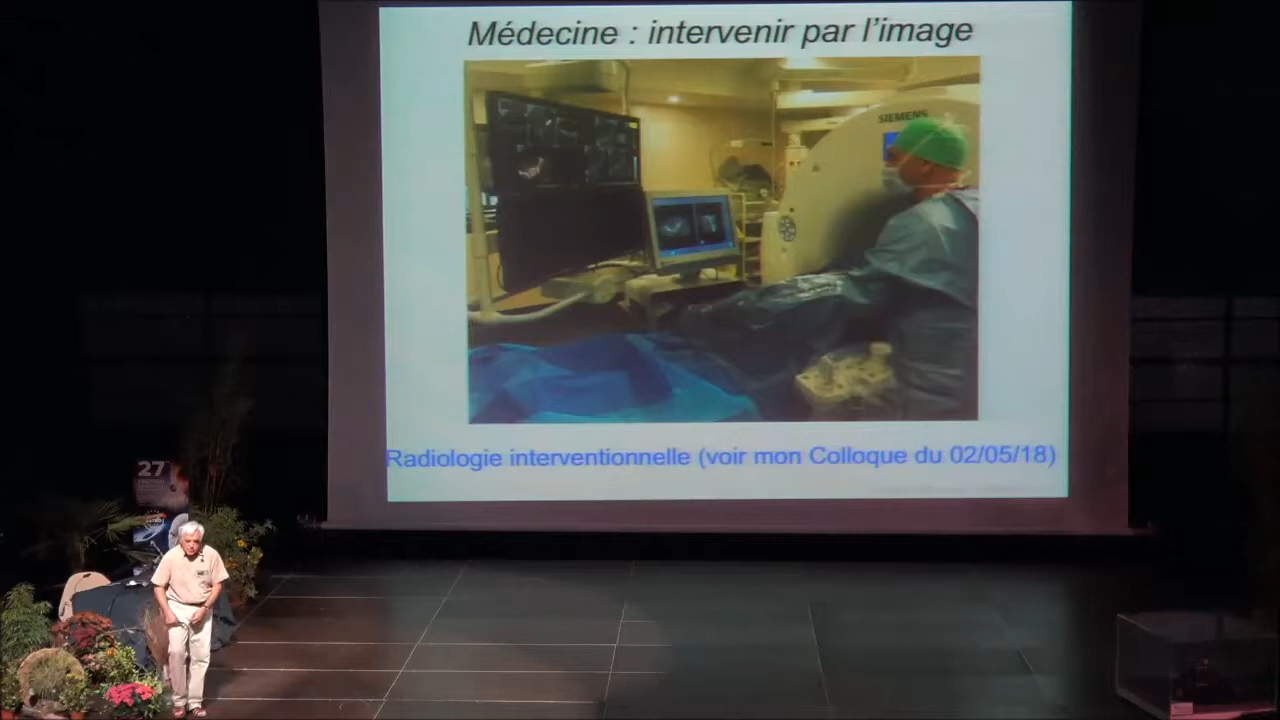 Médecine : intervenir par l'image
SIEMENS
Radiologie interventionnelle (voir mon Colloque du 02/05/18)
27